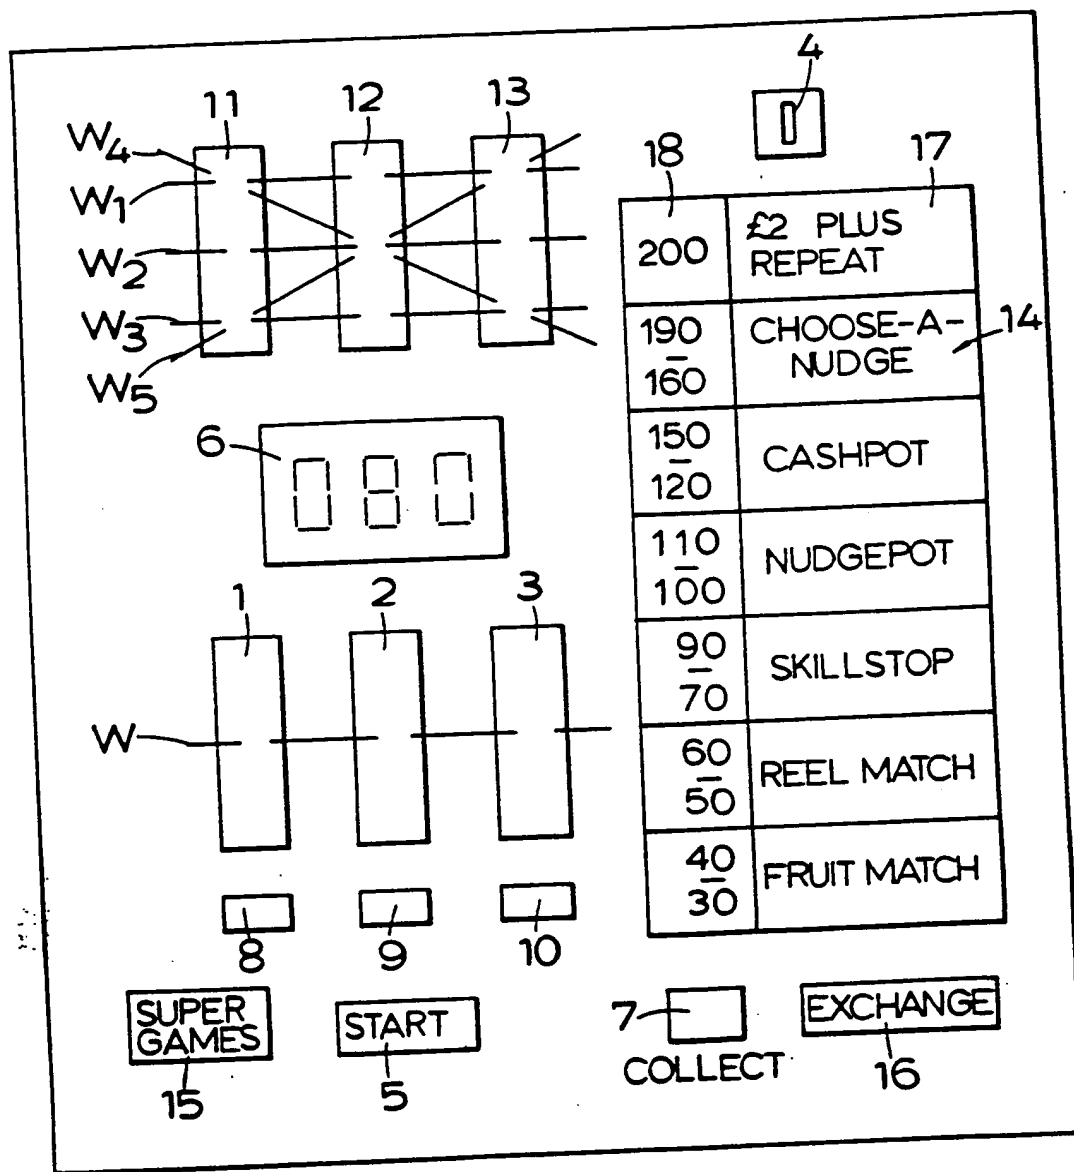 4
11 12 13
W4
W1
W2
W3
W5
18 17
200 £2 PLUS
REPEAT
190
–
160
CHOOSE-A-
NUDGE
14
150
–
120
CASHPOT
6
080
110
–
100
NUDGEPOT
1 2 3
90
–
70
SKILLSTOP
W
60
–
50
REEL MATCH
40
–
30
FRUIT MATCH
8 9 10
SUPER
GAMES
START
7
EXCHANGE
COLLECT
15 5 16